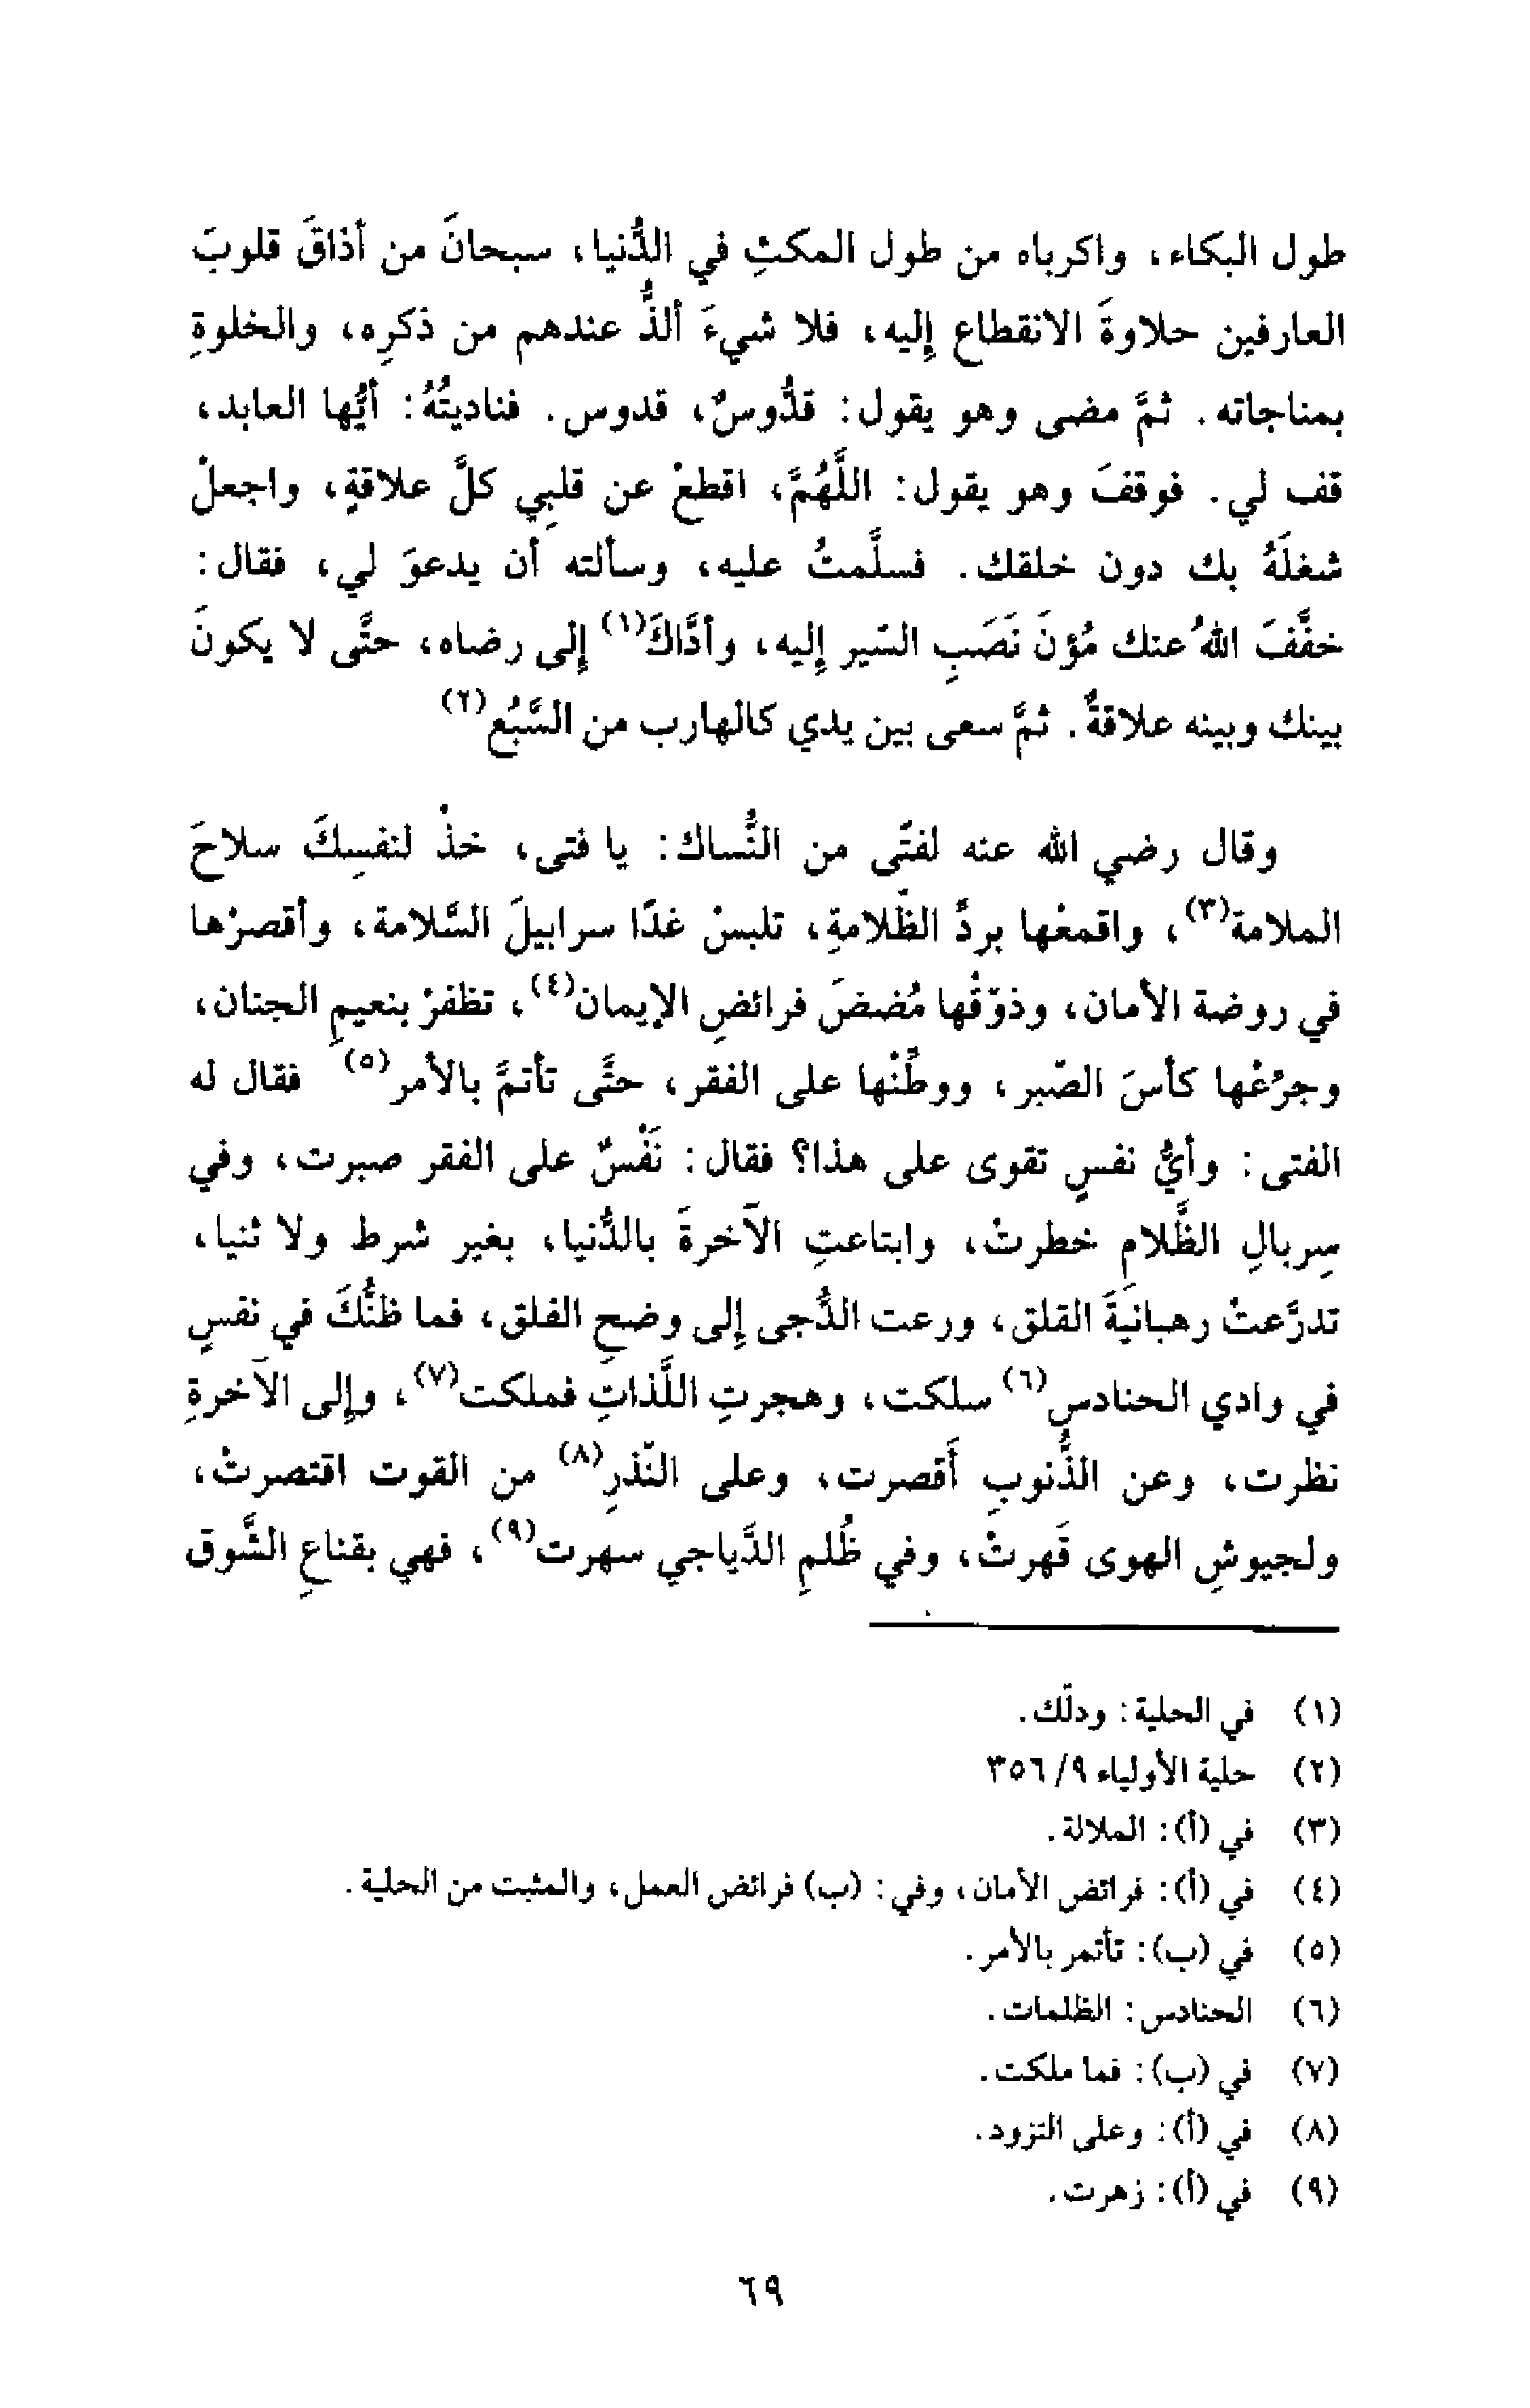 طول البكاء، واكرباه من طول المكثِ في الدُّنيا، سبحانَ من أذاقَ قلوبَ
العارفين حلاوةَ الانقطاع إليه، فلا شيءَ ألذُّ عندهم من ذكرِه، والخلوةِ
بمناجاته. ثمَّ مضى وهو يقول: قدُّوسٌ، قدوس. فناديتُهُ: أيُّها العابد،
قف لي. فوقفَ وهو يقول: اللَّهُمَّ، اقطعْ عن قلبِي كلَّ علاقةٍ، واجعلْ
شغلَهُ بك دون خلقك. فسلَّمتُ عليه، وسألته أن يدعوَ لي، فقال:
خفَّفَ اللهُ عنك مُؤنَ نَصَبِ السَّير إليه، وأدَّاكَ(١) إلى رضاه، حتَّى لا يكونَ
بينك وبينه علاقةٌ. ثمَّ سعى بين يدي كالهارب من السَّبُع(٢)
وقال رضي الله عنه لفتًى من النُّساك: يا فتى، خذْ لنفسِكَ سلاحَ
الملامة(٣)، واقمعْها بردِّ الظَّلامةِ، تلبسْ غدًا سرابيلَ السَّلامة، وأقصرْها
في روضة الأمان، وذوّقْها مُضضَ فرائضِ الإيمان(٤)، تظفرْ بنعيمِ الجنان،
وجرِّعْها كأسَ الصَّبر، ووطِّنْها على الفقر، حتَّى تأتمَّ بالأمر(٥) فقال له
الفتى: وأيُّ نفسٍ تقوى على هذا؟ فقال: نَفْسٌ على الفقر صبرت، وفي
سِربالِ الظَّلامِ خطرتْ، وابتاعتِ الآخرةَ بالدُّنيا، بغير شرط ولا ثنيا،
تدرَّعتْ رهبانيةَ القلق، ورعت الدُّجى إلى وضحِ الفلق، فما ظنُّكَ في نفسٍ
في وادي الحنادس(٦) سلكت، وهجرتِ اللَّذاتِ فملكت(٧)، وإلى الآخرةِ
نظرت، وعن الذُّنوبِ أقصرت، وعلى النّذرِ(٨) من القوت اقتصرتْ،
ولجيوشِ الهوى قَهرتْ، وفي ظُلمِ الدَّياجي سهرت(٩)، فهي بقناعِ الشَّوق
(١) في الحلية: ودلّك.
(٢) حلية الأولياء ٩/ ٣٥٦
(٣) في (أ): الملالة.
(٤) في (أ): فرائض الأمان، وفي: (ب) فرائض العمل، والمثبت من الحلية.
(٥) في (ب): تأتمر بالأمر.
(٦) الحنادس: الظلمات.
(٧) في (ب): فما ملكت.
(٨) في (أ): وعلى التزود.
(٩) في (أ): زهرت.
٦٩